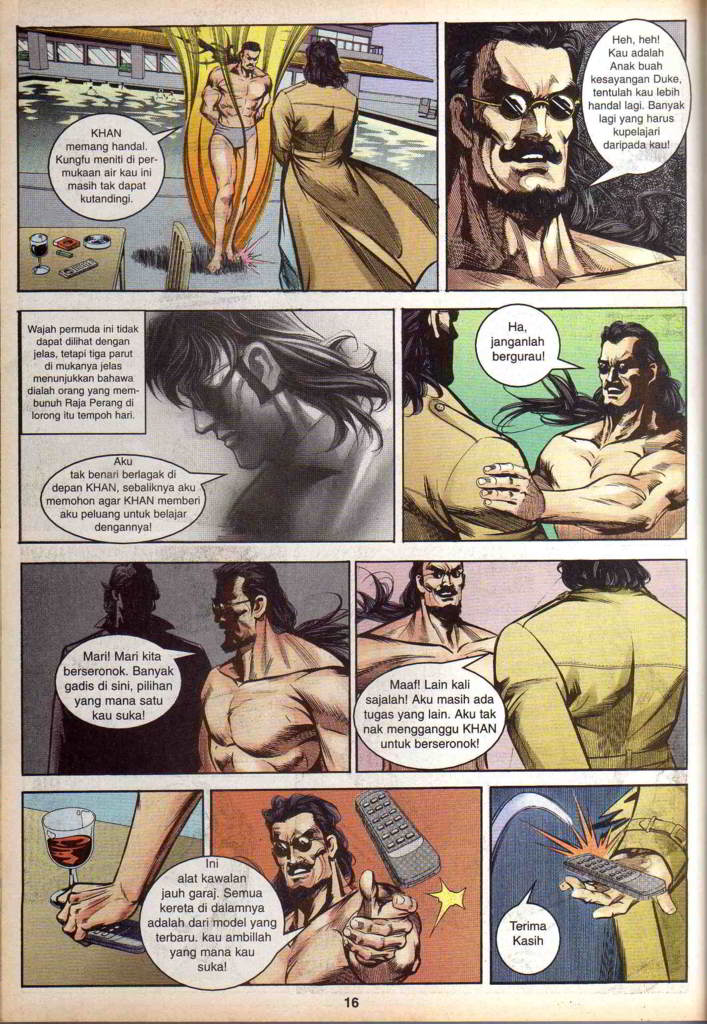 KHAN
memang handal.
Kungfu meniti di per-
mukaan air kau ini
masih tak dapat
kutandingi.
Heh, heh!
Kau adalah
Anak buah
kesayangan Duke,
tentulah kau lebih
handal lagi. Banyak
lagi yang harus
kupelajari
daripada kau!
Wajah permuda ini tidak
dapat dilihat dengan
jelas, tetapi tiga parut
di mukanya jelas
menunjukkan bahawa
dialah orang yang mem-
bunuh Raja Perang di
lorong itu tempoh hari.
Aku
tak benari berlagak di
depan KHAN, sebaliknya aku
memohon agar KHAN memberi
aku peluang untuk belajar
dengannya!
Ha,
janganlah
bergurau!
Mari! Mari kita
berseronok. Banyak
gadis di sini, pilihan
yang mana satu
kau suka!
Maaf! Lain kali
sajalah! Aku masih ada
tugas yang lain. Aku tak
nak mengganggu KHAN
untuk berseronok!
Ini
alat kawalan
jauh garaj. Semua
kereta di dalamnya
adalah dari model yang
terbaru. kau ambillah
yang mana kau
suka!
Terima
Kasih
16